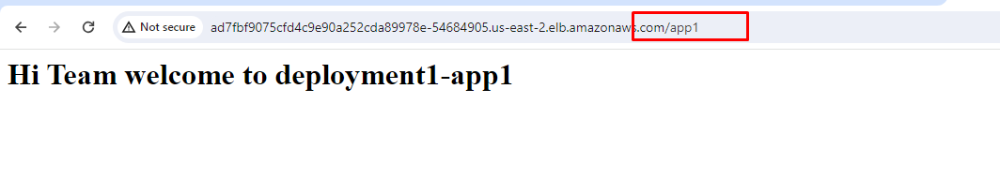 Not secure ad7fbf9075cfd4c9e90a252cda89978e-54684905.us-east-2.elb.amazonaws.com/app1
Hi Team welcome to deployment1-app1